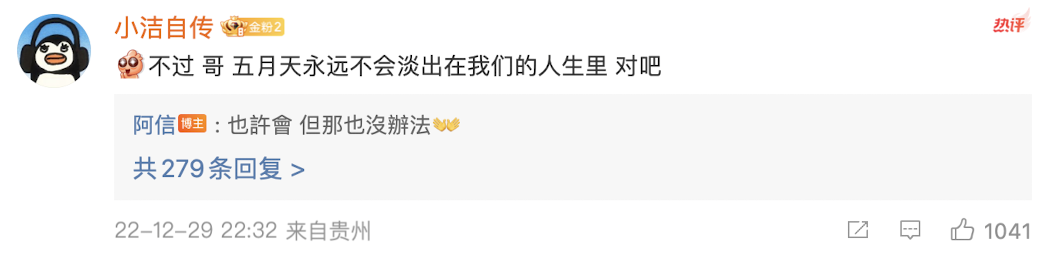 小洁自传 金粉2
热评
不过 哥 五月天永远不会淡出在我们的人生里 对吧
阿信 博主 : 也許會 但那也沒辦法
共279条回复 >
22-12-29 22:32 来自贵州
1041